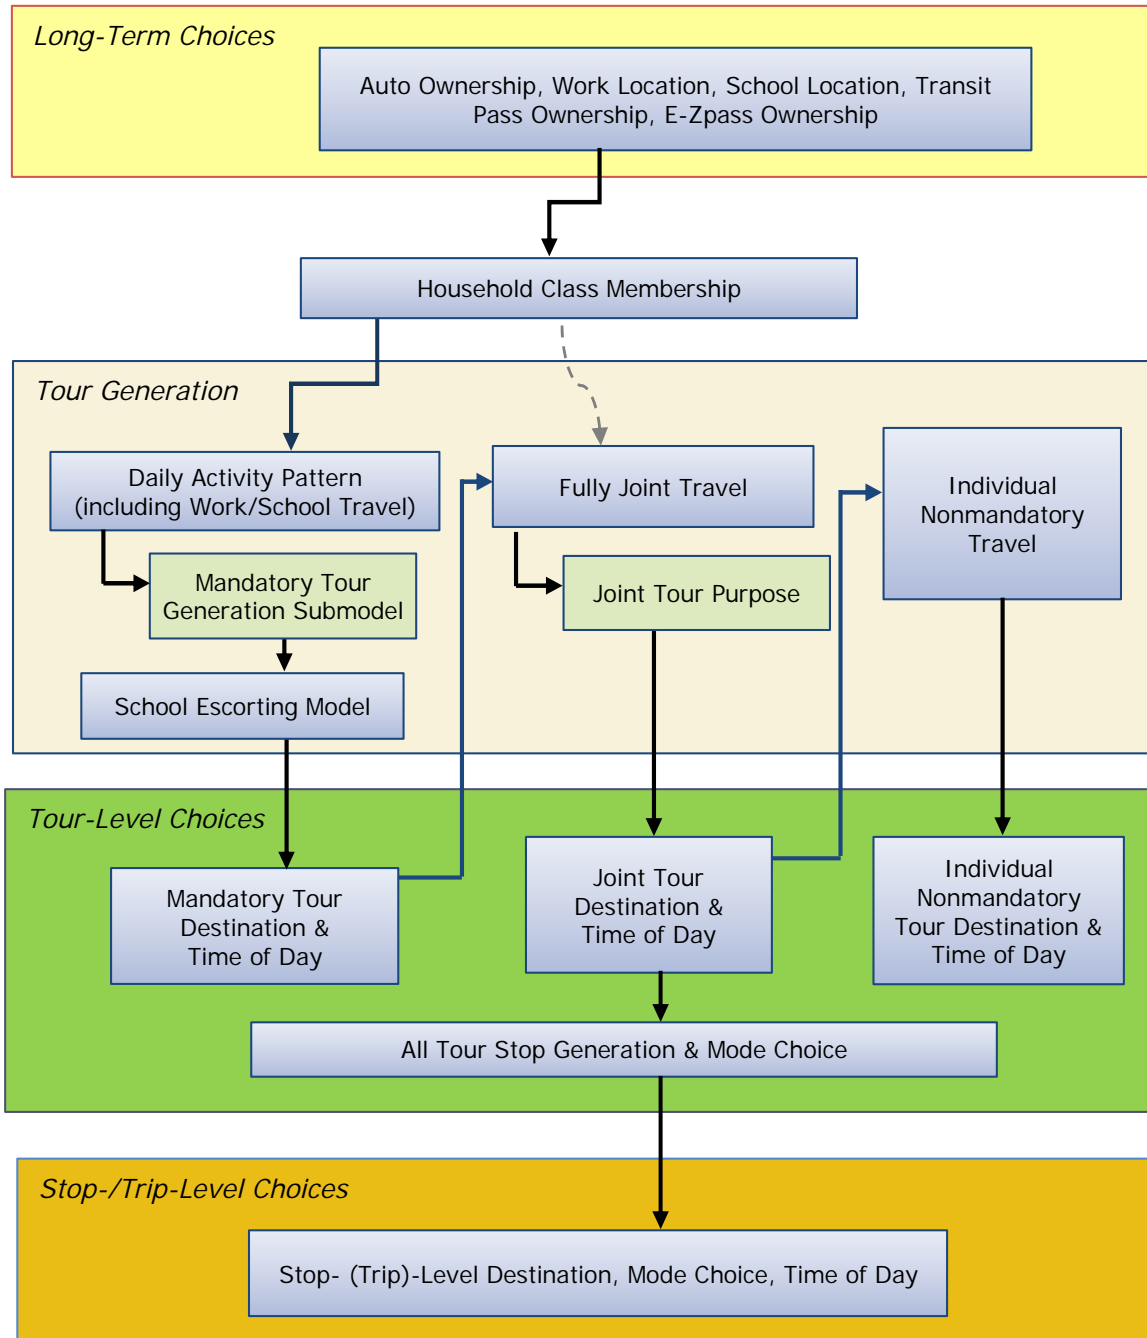 Long-Term Choices
Auto Ownership, Work Location, School Location, Transit
Pass Ownership, E-Zpass Ownership
Household Class Membership
Tour Generation
Daily Activity Pattern
(including Work/School Travel)
Fully Joint Travel
Individual
Nonmandatory
Travel
Mandatory Tour
Generation Submodel
Joint Tour Purpose
School Escorting Model
Tour-Level Choices
Mandatory Tour
Destination &
Time of Day
Joint Tour
Destination &
Time of Day
Individual
Nonmandatory
Tour Destination &
Time of Day
All Tour Stop Generation & Mode Choice
Stop-/Trip-Level Choices
Stop- (Trip)-Level Destination, Mode Choice, Time of Day